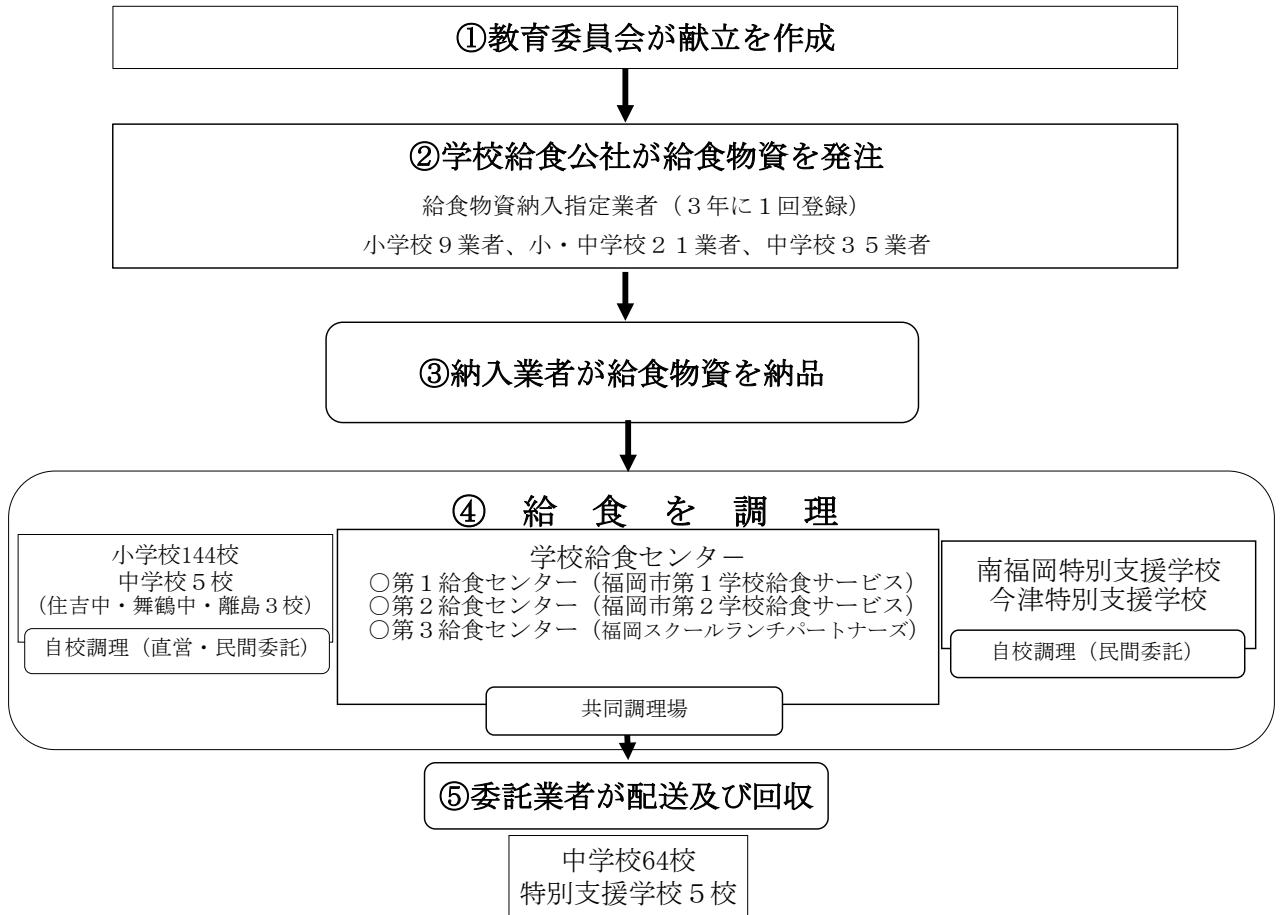 ①教育委員会が献立を作成
②学校給食公社が給食物資を発注
給食物資納入指定業者（３年に１回登録）
小学校９業者、小・中学校２１業者、中学校３５業者
③納入業者が給食物資を納品
④　給　食　を　調　理
小学校144校
中学校５校
（住吉中・舞鶴中・離島３校）
自校調理（直営・民間委託）
学校給食センター
○第１給食センター（福岡市第１学校給食サービス）
○第２給食センター（福岡市第２学校給食サービス）
○第３給食センター（福岡スクールランチパートナーズ）
共同調理場
南福岡特別支援学校
今津特別支援学校
自校調理（民間委託）
⑤委託業者が配送及び回収
中学校64校
特別支援学校５校